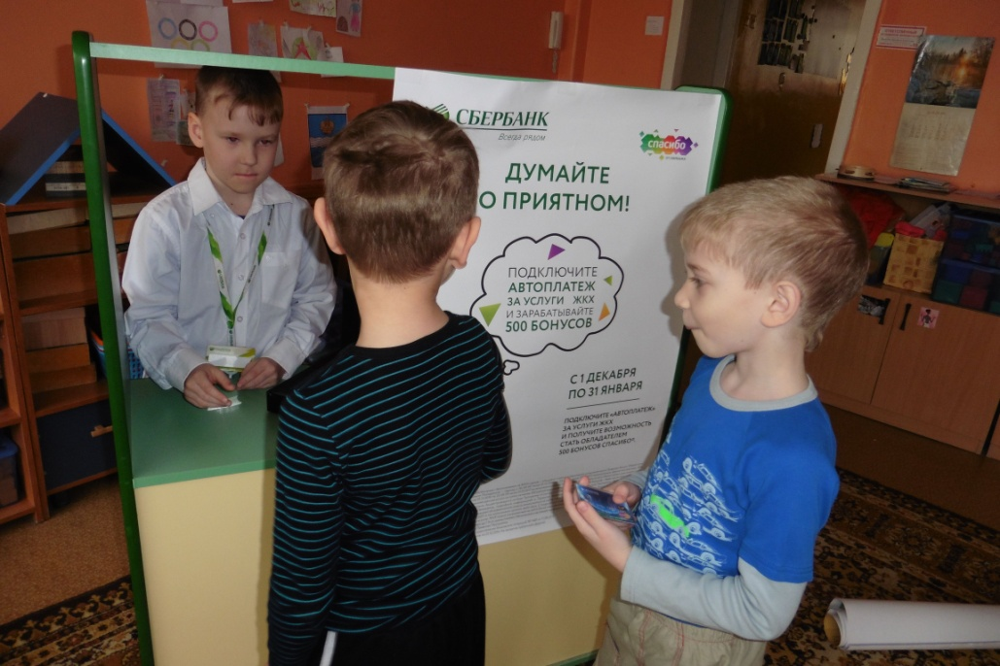 СБЕРБАНК
Всегда рядом
спасибо
ДУМАЙТЕ
О ПРИЯТНОМ!
ПОДКЛЮЧИТЕ
АВТОПЛАТЕЖ
ЗА УСЛУГИ ЖКХ
И ЗАРАБАТЫВАЙТЕ
500 БОНУСОВ
С 1 ДЕКАБРЯ
ПО 31 ЯНВАРЯ
ПОДКЛЮЧИТЕ «АВТОПЛАТЕЖ»
ЗА УСЛУГИ ЖКХ
И ПОЛУЧИТЕ ВОЗМОЖНОСТЬ
СТАТЬ ОБЛАДАТЕЛЕМ
500 БОНУСОВ СПАСИБО*.